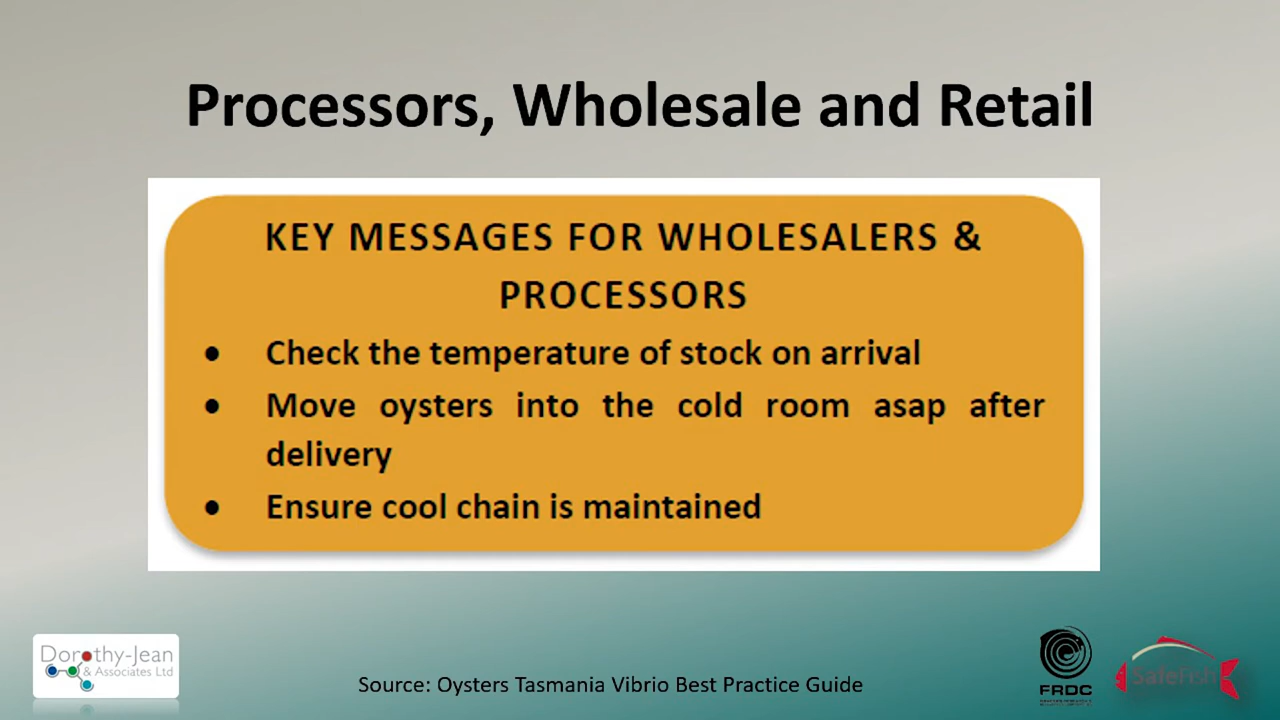 Processors, Wholesale and Retail
KEY MESSAGES FOR WHOLESALERS &
PROCESSORS
• Check the temperature of stock on arrival
• Move oysters into the cold room asap after
delivery
• Ensure cool chain is maintained
Dorothy-Jean
& Associates Ltd
Source: Oysters Tasmania Vibrio Best Practice Guide
FRDC
SafeFish